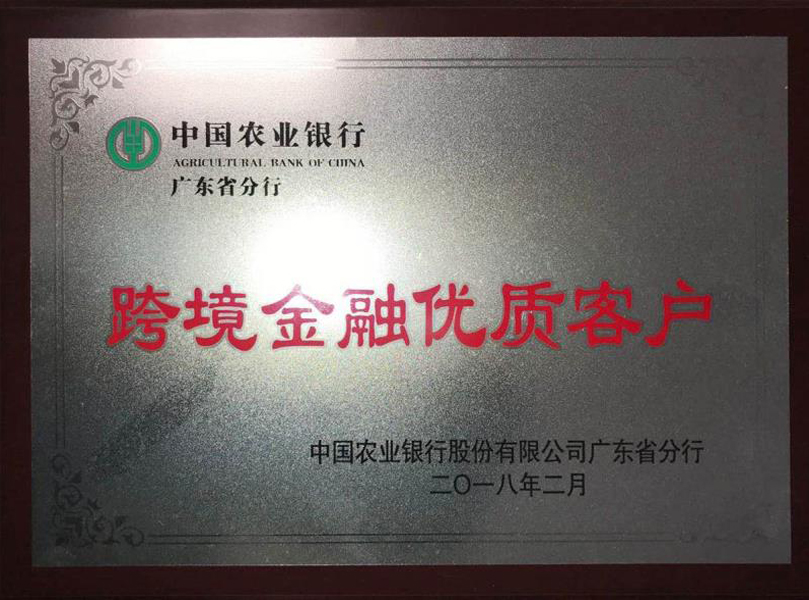 中国农业银行
AGRICULTURAL BANK OF CHINA
广东省分行
跨境金融优质客户
中国农业银行股份有限公司广东省分行
二〇一八年二月